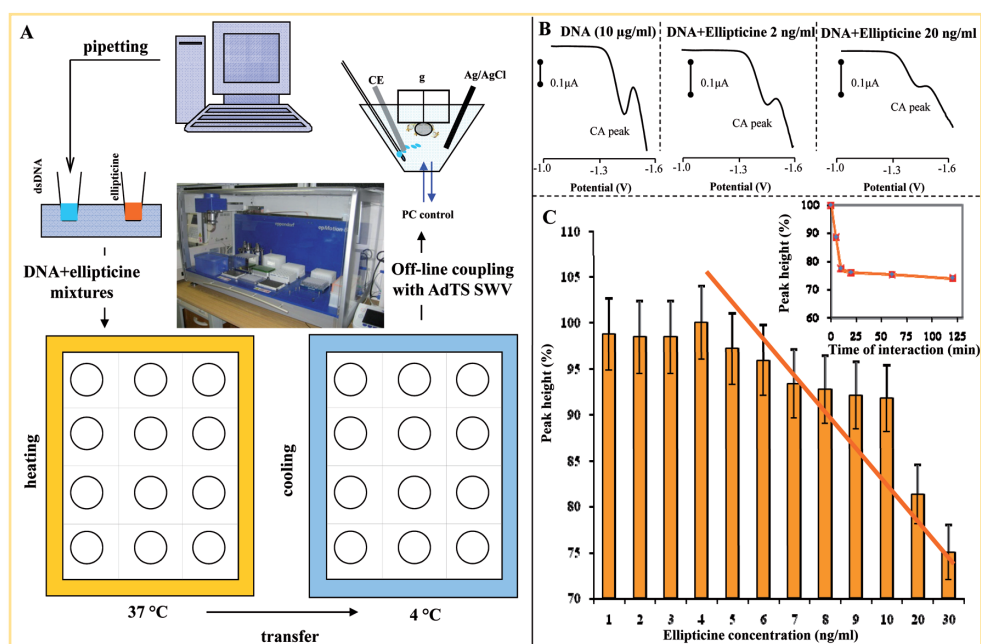 A
pipetting
dsDNA
ellipticine
CE
g
Ag/AgCl
PC control
DNA+ellipticine
mixtures
Off-line coupling
with AdTS SWV
heating
cooling
37 °C
4 °C
transfer
B
DNA (10 µg/ml)
DNA+Ellipticine 2 ng/ml
DNA+Ellipticine 20 ng/ml
0.1µA
0.1µA
0.1µA
CA peak
CA peak
CA peak
-1.0
-1.3
-1.6
-1.0
-1.3
-1.6
-1.0
-1.3
-1.6
Potential (V)
Potential (V)
Potential (V)
C
Peak height (%)
110
105
100
95
90
85
80
75
70
1 2 3 4 5 6 7 8 9 10 20 30
Ellipticine concentration (ng/ml)
Peak height (%)
100
90
80
70
60
0 25 50 75 100 125
Time of interaction (min)